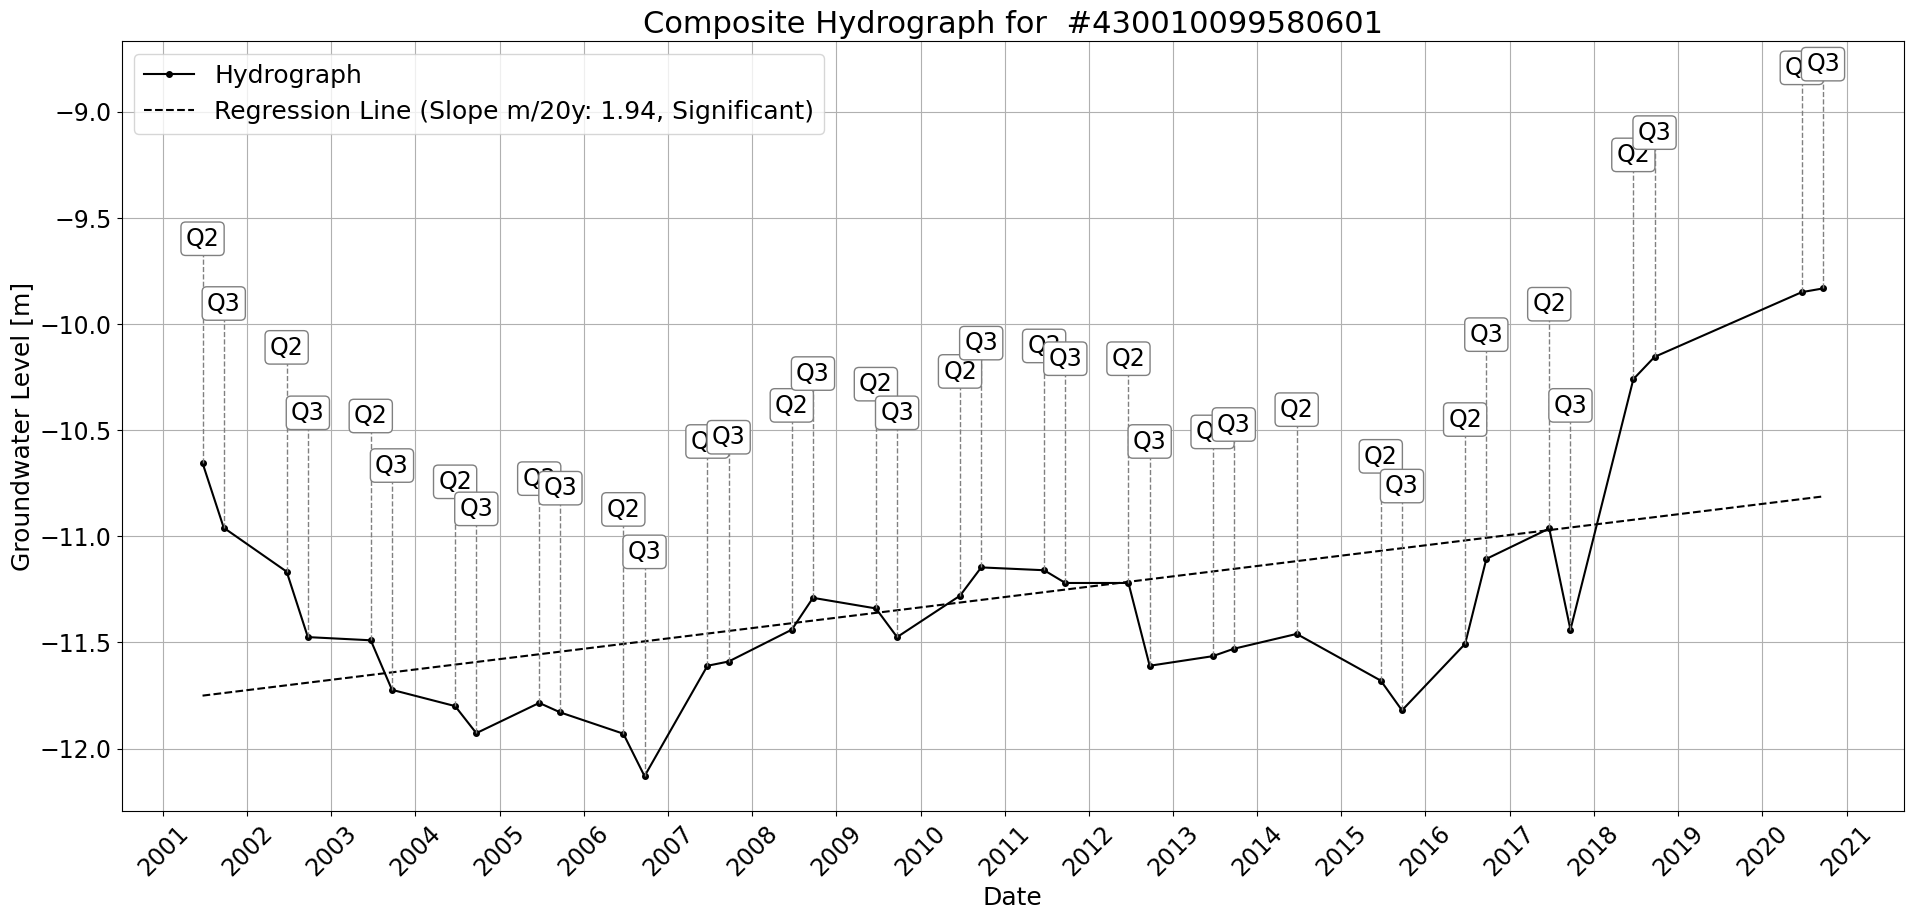 Composite Hydrograph for  #430010099580601
Hydrograph
Regression Line (Slope m/20y: 1.94, Significant)
Groundwater Level [m]
−9.0
−9.5
−10.0
−10.5
−11.0
−11.5
−12.0
Q2
Q3
Q2
Q3
Q2
Q3
Q2
Q3
Q2
Q3
Q2
Q3
Q3
Q2
Q3
Q2
Q3
Q2
Q3
Q2
Q3
Q2
Q3
Q3
Q2
Q2
Q3
Q2
Q3
Q2
Q3
Q2
Q3
Q3
2001
2002
2003
2004
2005
2006
2007
2008
2009
2010
2011
2012
2013
2014
2015
2016
2017
2018
2019
2020
2021
Date